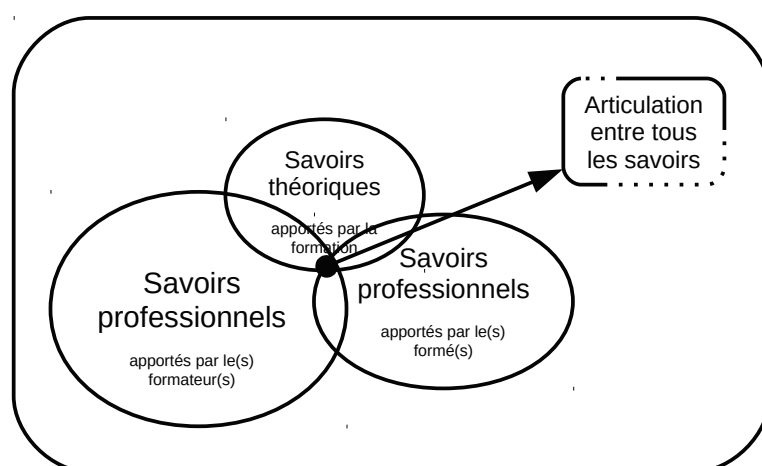 Articulation
entre tous
les savoirs
Savoirs
théoriques
apportés par la
formation
Savoirs
professionnels
apportés par le(s)
formateur(s)
Savoirs
professionnels
apportés par le(s)
formé(s)